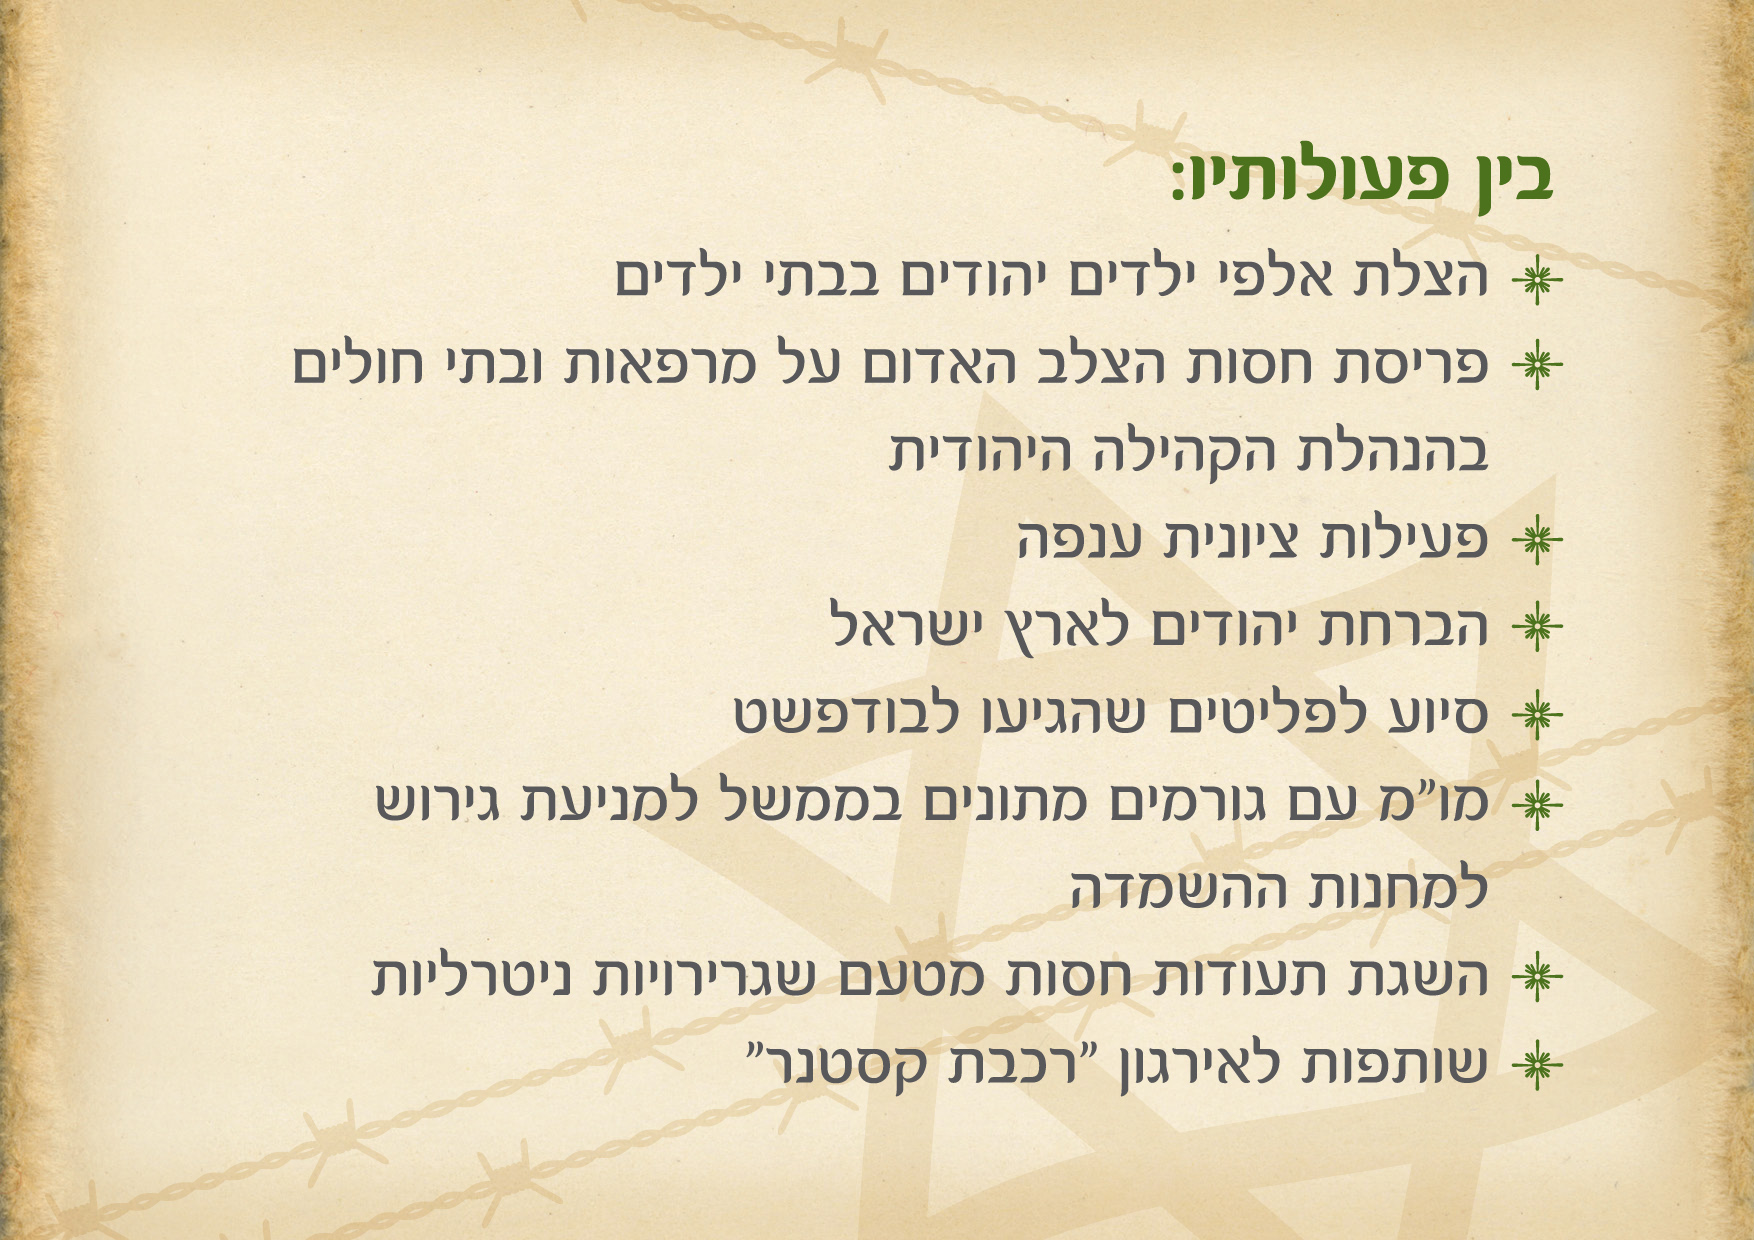 בין פעולותיו:
הצלת אלפי ילדים יהודים בבתי ילדים
פריסת חסות הצלב האדום על מרפאות ובתי חולים
בהנהלת הקהילה היהודית
פעילות ציונית ענפה
הברחת יהודים לארץ ישראל
סיוע לפליטים שהגיעו לבודפשט
מו״מ עם גורמים מתונים בממשל למניעת גירוש
למחנות ההשמדה
השגת תעודות חסות מטעם שגרירויות ניטרליות
שותפות לאירגון ״רכבת קסטנר״